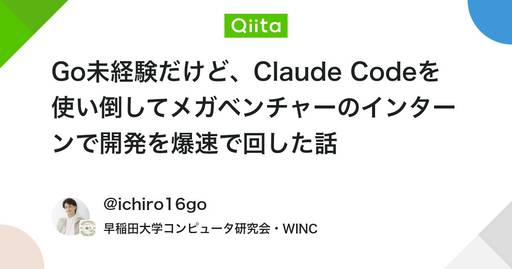 Qiita
Go未経験だけど、Claude Codeを
使い倒してメガベンチャーのインター
ンで開発を爆速で回した話
@ichiro16go
早稲田大学コンピュータ研究会・WINC